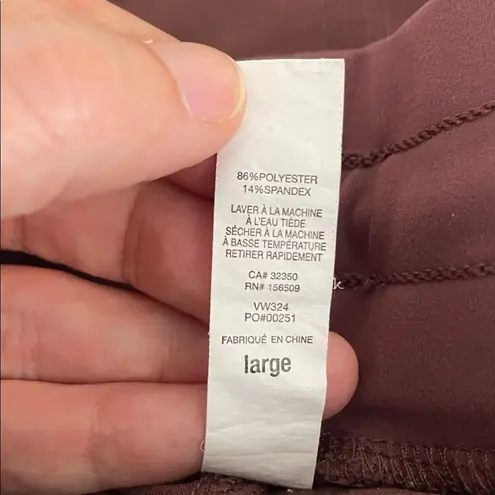 86%POLYESTER
14%SPANDEX
LAVER À LA MACHINE
À L'EAU TIÈDE
SÉCHER À LA MACHINE
À BASSE TEMPÉRATURE
RETIRER RAPIDEMENT
CA# 32350
RN# 156509
VW324
PO#00251
FABRIQUÉ EN CHINE
large